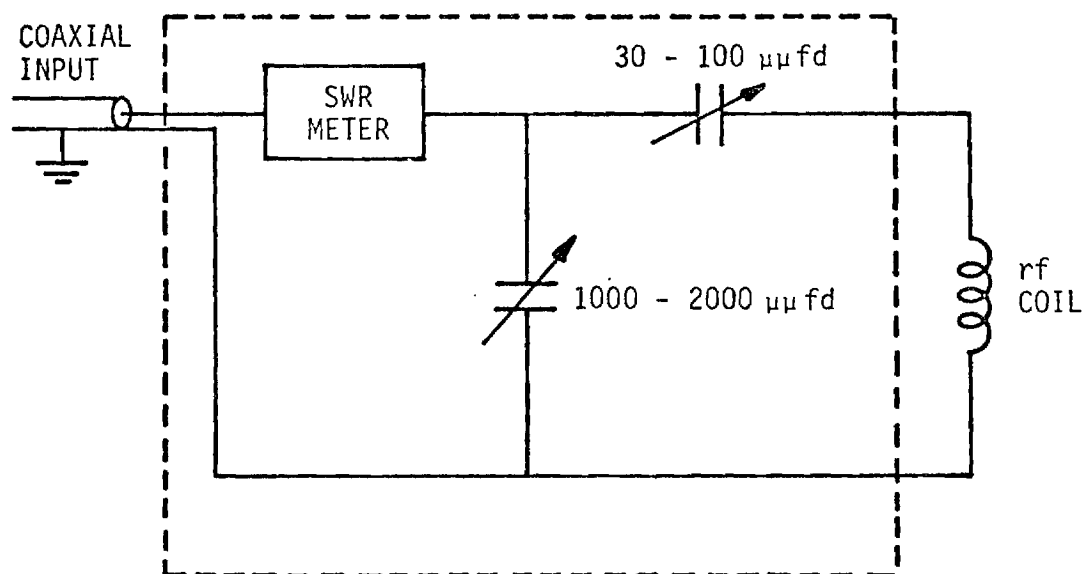 COAXIAL
INPUT
SWR
METER
30 - 100 μμfd
1000 - 2000 μμfd
rf
COIL